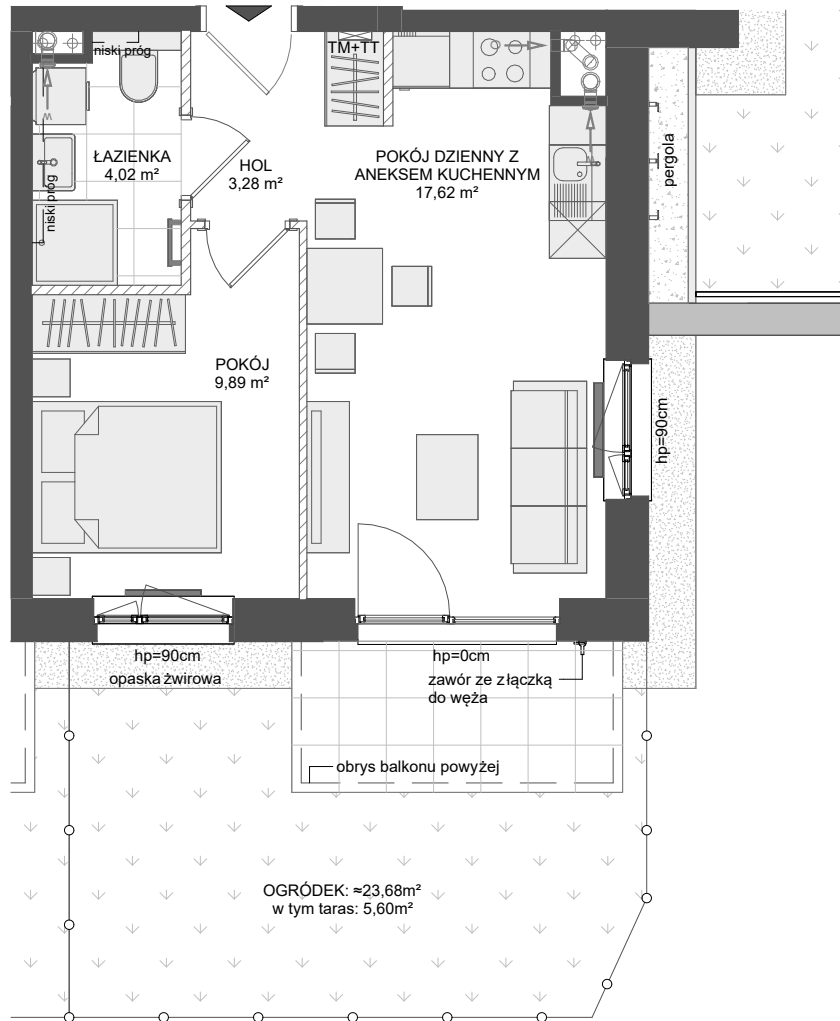 niski próg
TM+TT
ŁAZIENKA
4,02 m²
HOL
3,28 m²
POKÓJ DZIENNY Z
ANEKSEM KUCHENNYM
17,62 m²
pergola
niski próg
POKÓJ
9,89 m²
hp=90cm
hp=90cm
opaska żwirowa
hp=0cm
zawór ze złączką
do węża
obrys balkonu powyżej
OGRÓDEK: ≈23,68m²
w tym taras: 5,60m²